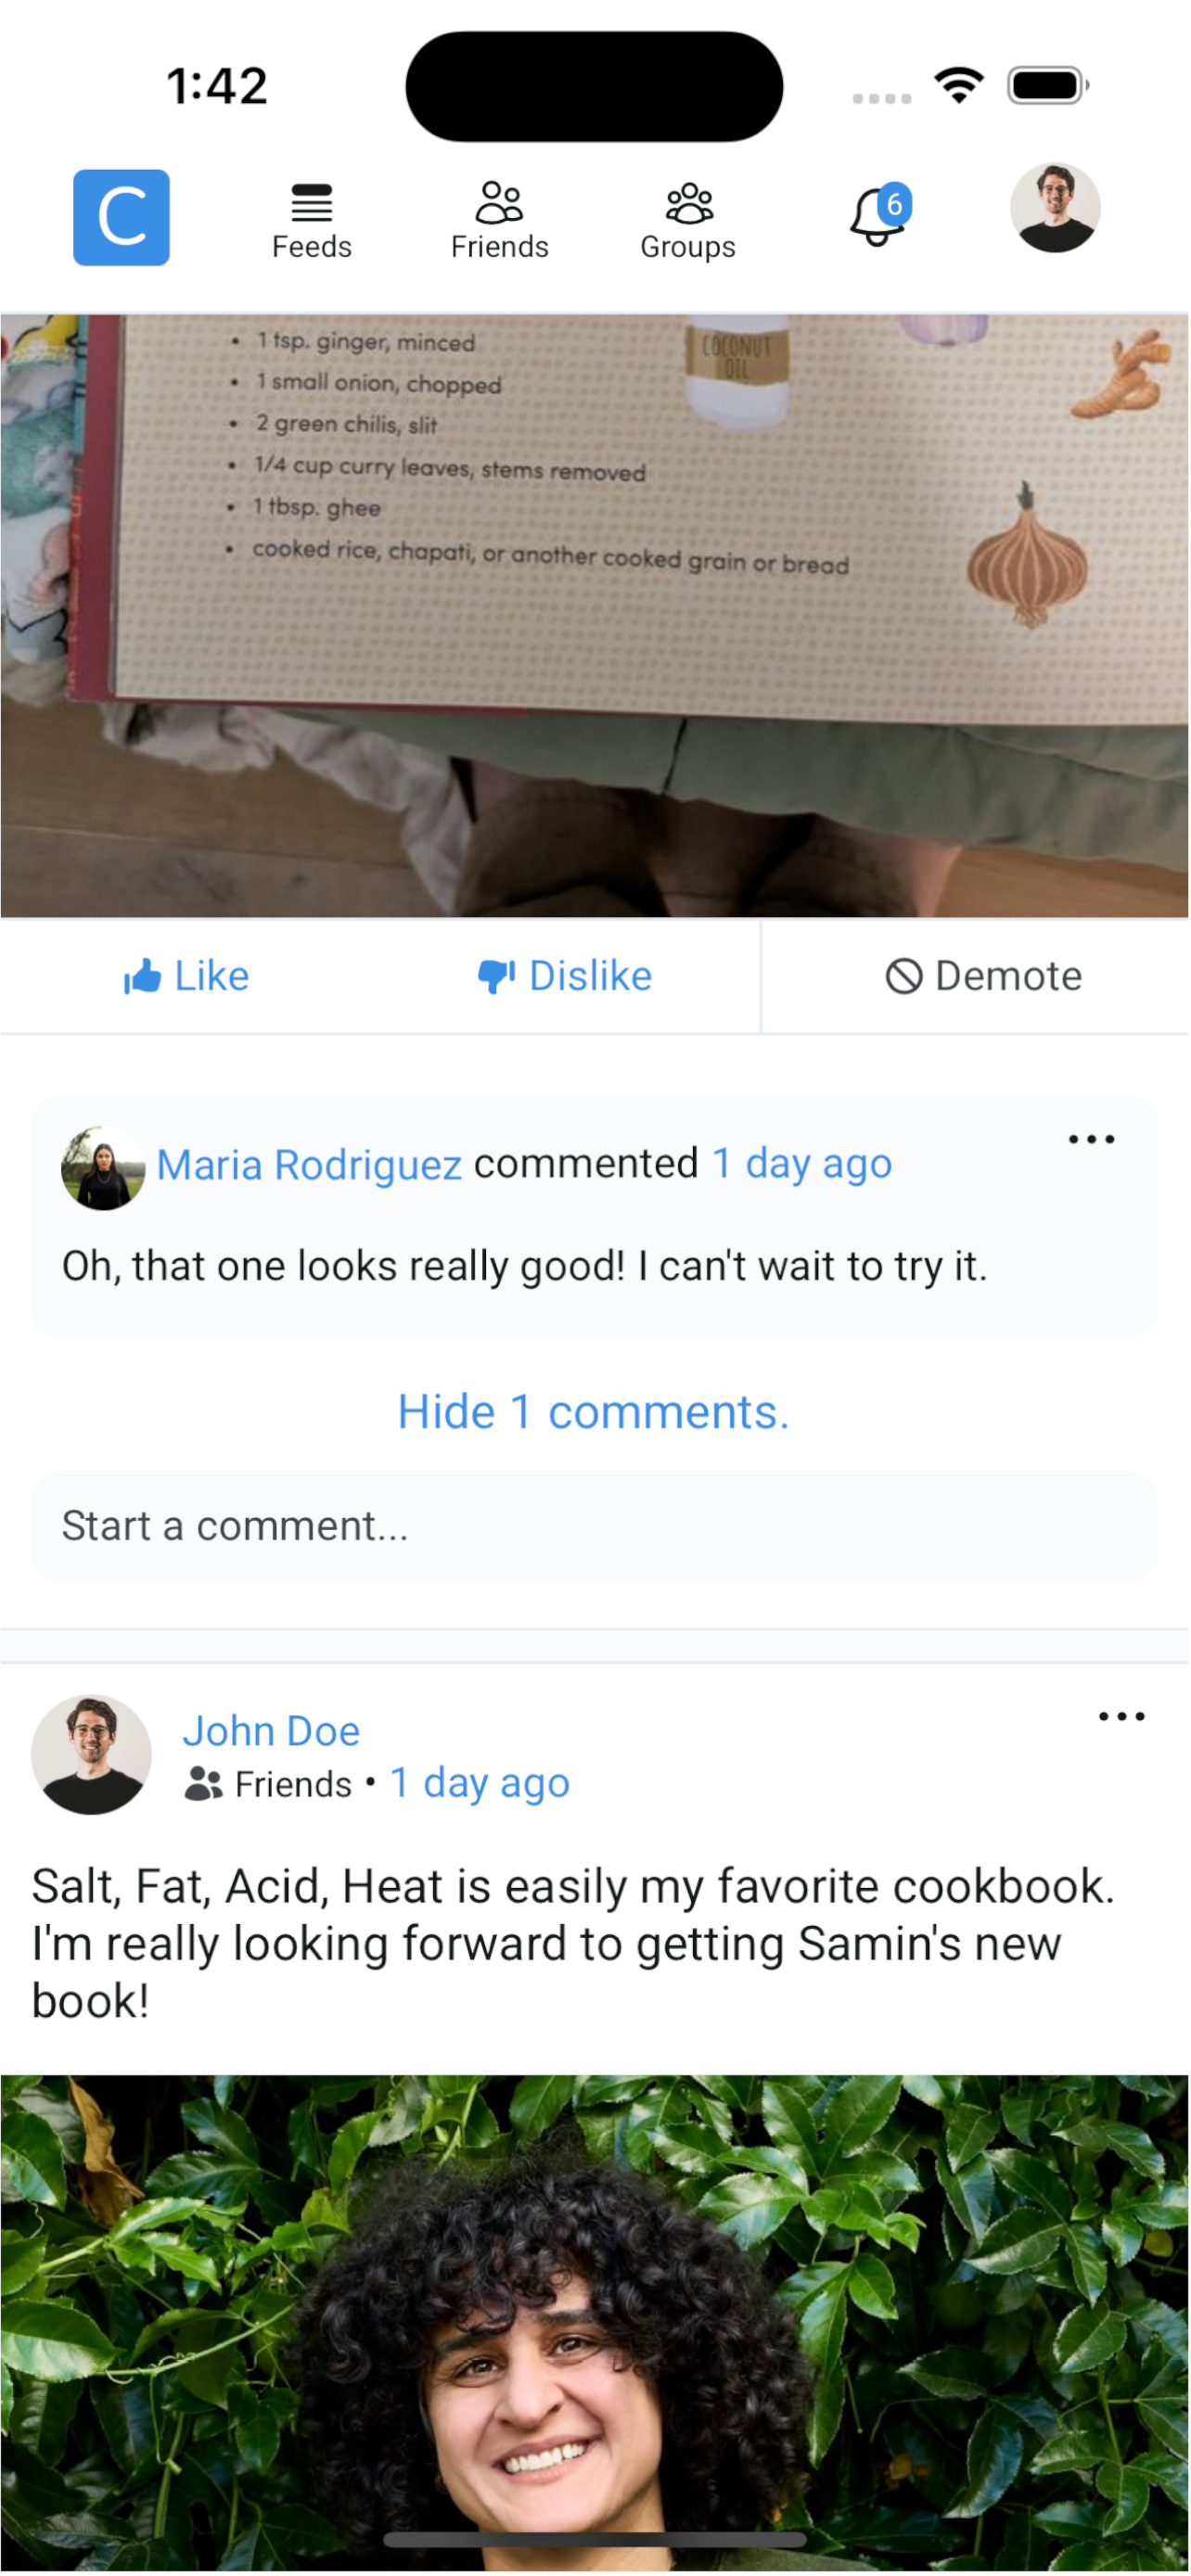 1:42
C
Feeds
Friends
Groups
6
• 1 tsp. ginger, minced
• 1 small onion, chopped
• 2 green chilis, slit
• 1/4 cup curry leaves, stems removed
• 1 tbsp. ghee
• cooked rice, chapati, or another cooked grain or bread
COCONUT
OIL
Like
Dislike
Demote
Maria Rodriguez commented 1 day ago
Oh, that one looks really good! I can't wait to try it.
Hide 1 comments.
Start a comment...
John Doe
Friends • 1 day ago
Salt, Fat, Acid, Heat is easily my favorite cookbook.
I'm really looking forward to getting Samin's new
book!